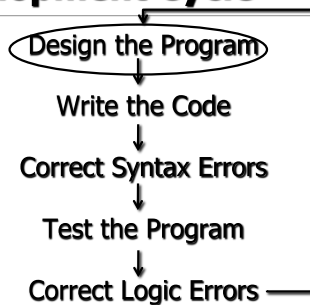 Design the Program
Write the Code
Correct Syntax Errors
Test the Program
Correct Logic Errors